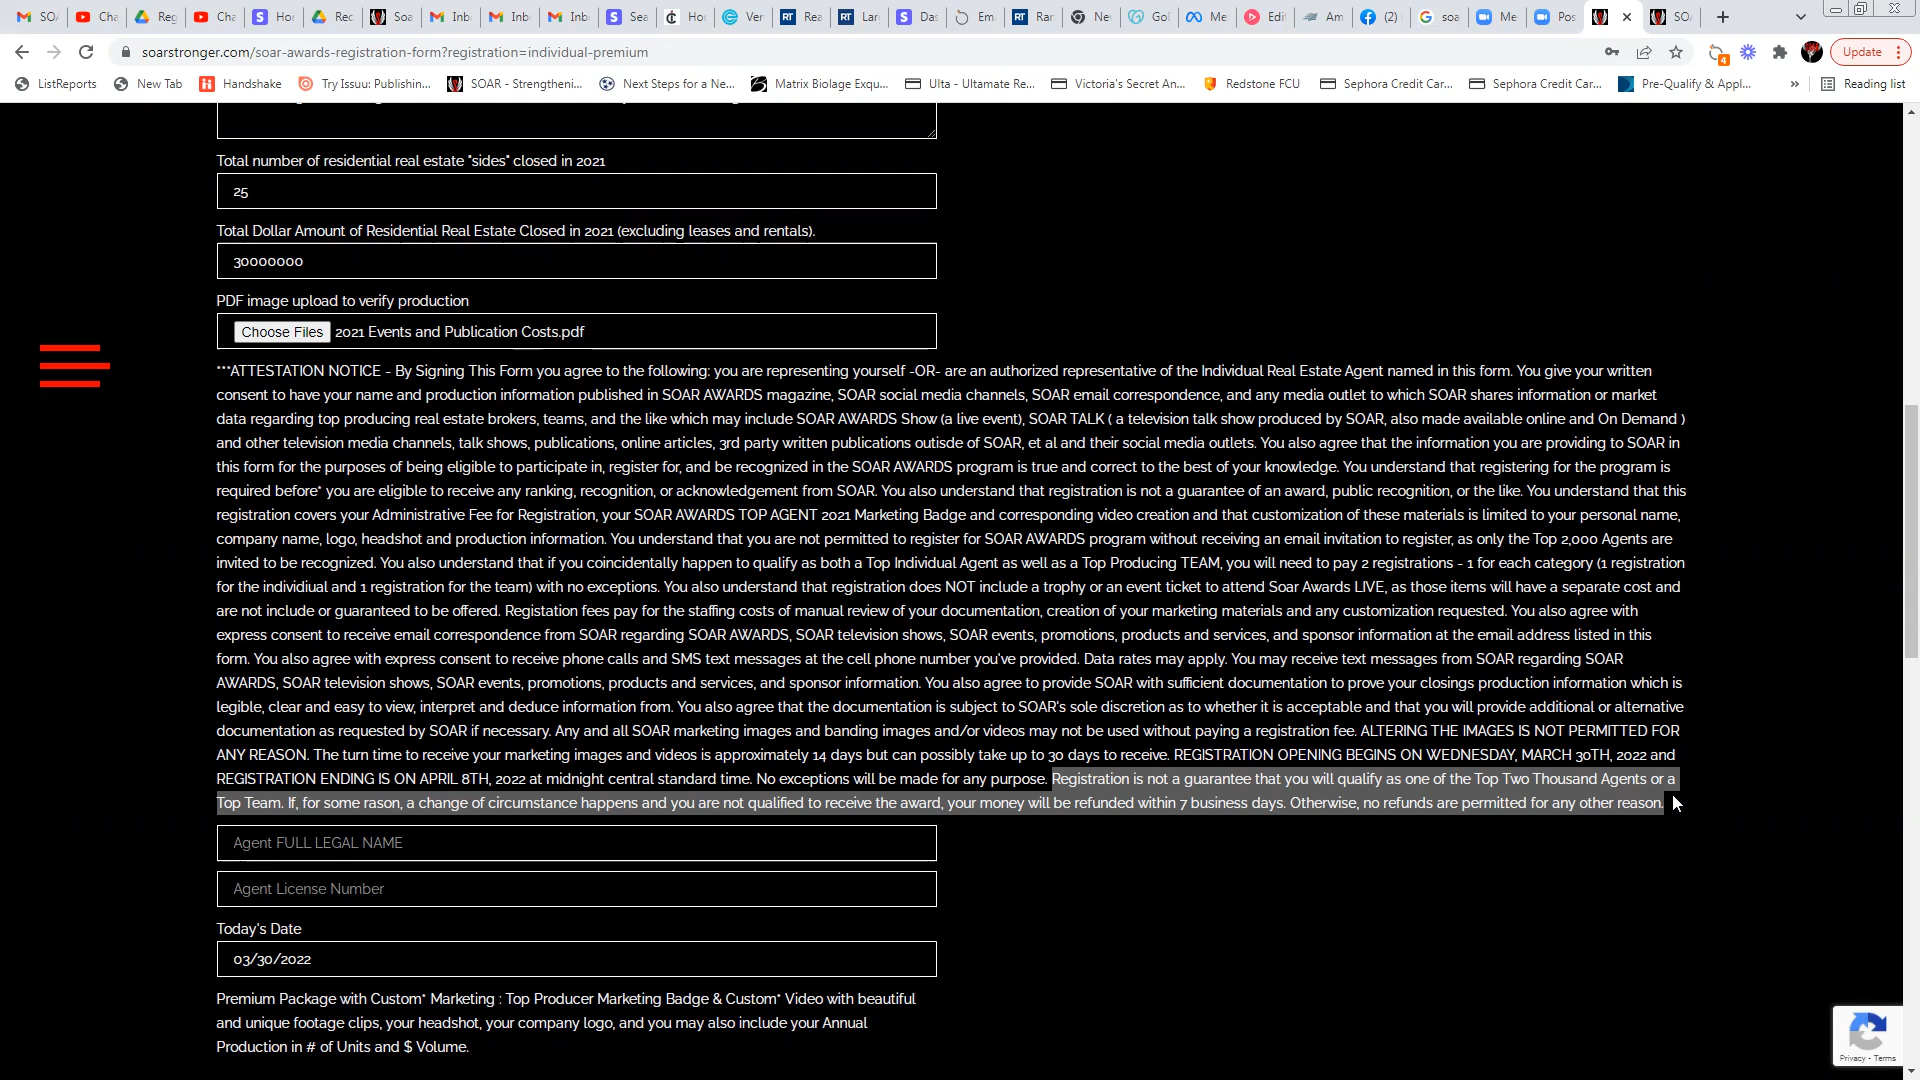 SO/
Cha
Reg
Cha
Hor
Rec
Soa
Inb
Inb
Inb
Sea
Hor
Ver
Rea
Lar
Das
Em
Rar
Nev
Gol
Me
Edi
Am
(2)
soa
Me
Pos
SO
soarstronger.com/soar-awards-registration-form?registration=individual-premium
4
Update
ListReports
New Tab
Handshake
Try Issuu: Publishin...
SOAR - Strengtheni...
Next Steps for a Ne...
Matrix Biolage Exqu...
Ulta - Ultamate Re...
Victoria's Secret An...
Redstone FCU
Sephora Credit Car...
Sephora Credit Car...
Pre-Qualify & Appl...
»
Reading list
Total number of residential real estate "sides" closed in 2021
25
Total Dollar Amount of Residential Real Estate Closed in 2021 (excluding leases and rentals).
30000000
PDF image upload to verify production
Choose Files 2021 Events and Publication Costs.pdf
***ATTESTATION NOTICE - By Signing This Form you agree to the following: you are representing yourself -OR- are an authorized representative of the Individual Real Estate Agent named in this form. You give your written
consent to have your name and production information published in SOAR AWARDS magazine, SOAR social media channels, SOAR email correspondence, and any media outlet to which SOAR shares information or market
data regarding top producing real estate brokers, teams, and the like which may include SOAR AWARDS Show (a live event), SOAR TALK ( a television talk show produced by SOAR, also made available online and On Demand )
and other television media channels, talk shows, publications, online articles, 3rd party written publications outisde of SOAR, et al and their social media outlets. You also agree that the information you are providing to SOAR in
this form for the purposes of being eligible to participate in, register for, and be recognized in the SOAR AWARDS program is true and correct to the best of your knowledge. You understand that registering for the program is
required before* you are eligible to receive any ranking, recognition, or acknowledgement from SOAR. You also understand that registration is not a guarantee of an award, public recognition, or the like. You understand that this
registration covers your Administrative Fee for Registration, your SOAR AWARDS TOP AGENT 2021 Marketing Badge and corresponding video creation and that customization of these materials is limited to your personal name,
company name, logo, headshot and production information. You understand that you are not permitted to register for SOAR AWARDS program without receiving an email invitation to register, as only the Top 2,000 Agents are
invited to be recognized. You also understand that if you coincidentally happen to qualify as both a Top Individual Agent as well as a Top Producing TEAM, you will need to pay 2 registrations - 1 for each category (1 registration
for the individiual and 1 registration for the team) with no exceptions. You also understand that registration does NOT include a trophy or an event ticket to attend Soar Awards LIVE, as those items will have a separate cost and
are not include or guaranteed to be offered. Registation fees pay for the staffing costs of manual review of your documentation, creation of your marketing materials and any customization requested. You also agree with
express consent to receive email correspondence from SOAR regarding SOAR AWARDS, SOAR television shows, SOAR events, promotions, products and services, and sponsor information at the email address listed in this
form. You also agree with express consent to receive phone calls and SMS text messages at the cell phone number you've provided. Data rates may apply. You may receive text messages from SOAR regarding SOAR
AWARDS, SOAR television shows, SOAR events, promotions, products and services, and sponsor information. You also agree to provide SOAR with sufficient documentation to prove your closings production information which is
legible, clear and easy to view, interpret and deduce information from. You also agree that the documentation is subject to SOAR's sole discretion as to whether it is acceptable and that you will provide additional or alternative
documentation as requested by SOAR if necessary. Any and all SOAR marketing images and banding images and/or videos may not be used without paying a registration fee. ALTERING THE IMAGES IS NOT PERMITTED FOR
ANY REASON. The turn time to receive your marketing images and videos is approximately 14 days but can possibly take up to 30 days to receive. REGISTRATION OPENING BEGINS ON WEDNESDAY, MARCH 30TH, 2022 and
REGISTRATION ENDING IS ON APRIL 8TH, 2022 at midnight central standard time. No exceptions will be made for any purpose. Registration is not a guarantee that you will qualify as one of the Top Two Thousand Agents or a
Top Team. If, for some rason, a change of circumstance happens and you are not qualified to receive the award, your money will be refunded within 7 business days. Otherwise, no refunds are permitted for any other reason.
Agent FULL LEGAL NAME
Agent License Number
Today's Date
03/30/2022
Premium Package with Custom* Marketing : Top Producer Marketing Badge & Custom* Video with beautiful
and unique footage clips, your headshot, your company logo, and you may also include your Annual
Production in # of Units and $ Volume.
Privacy - Terms